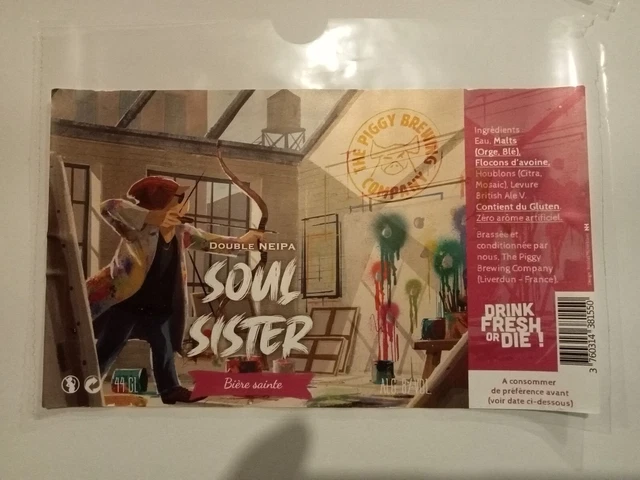 THE PIGGY BREWING
COMPANY
DOUBLE NEIPA
SOUL
SISTER
Bière sainte
44 CL
Ingrédients
Eau, Malts
(Orge, Blé),
Flocons d'avoine,
Houblons (Citra,
Mosaic), Levure
British Ale V.
Contient du Gluten.
Zéro arôme artificiel.
Brassée et
conditionnée par
nous, The Piggy
Brewing Company
(Liverdun - France).
DRINK
FRESH
OR DIE !
3 760314 381550
A consommer
de préférence avant
(voir date ci-dessous)